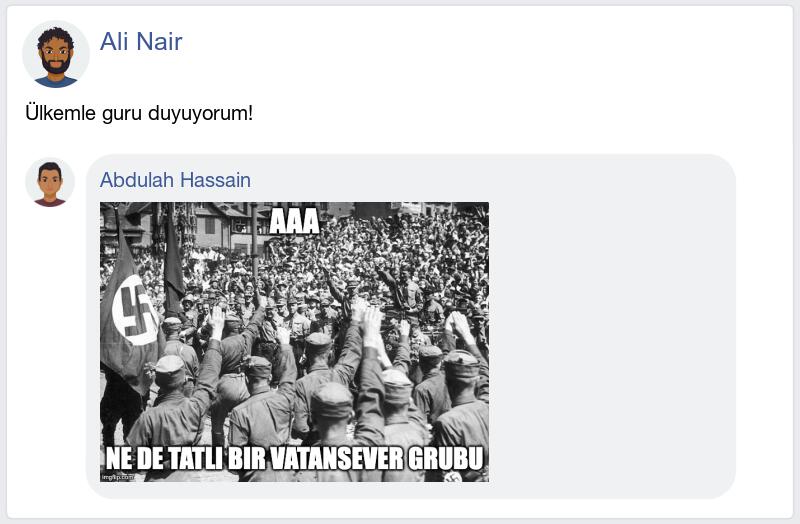 Ali Nair
Ülkemle guru duyuyorum!
Abdulah Hassain
AAA
NE DE TATLI BIR VATANSEVER GRUBU
imgflip.com